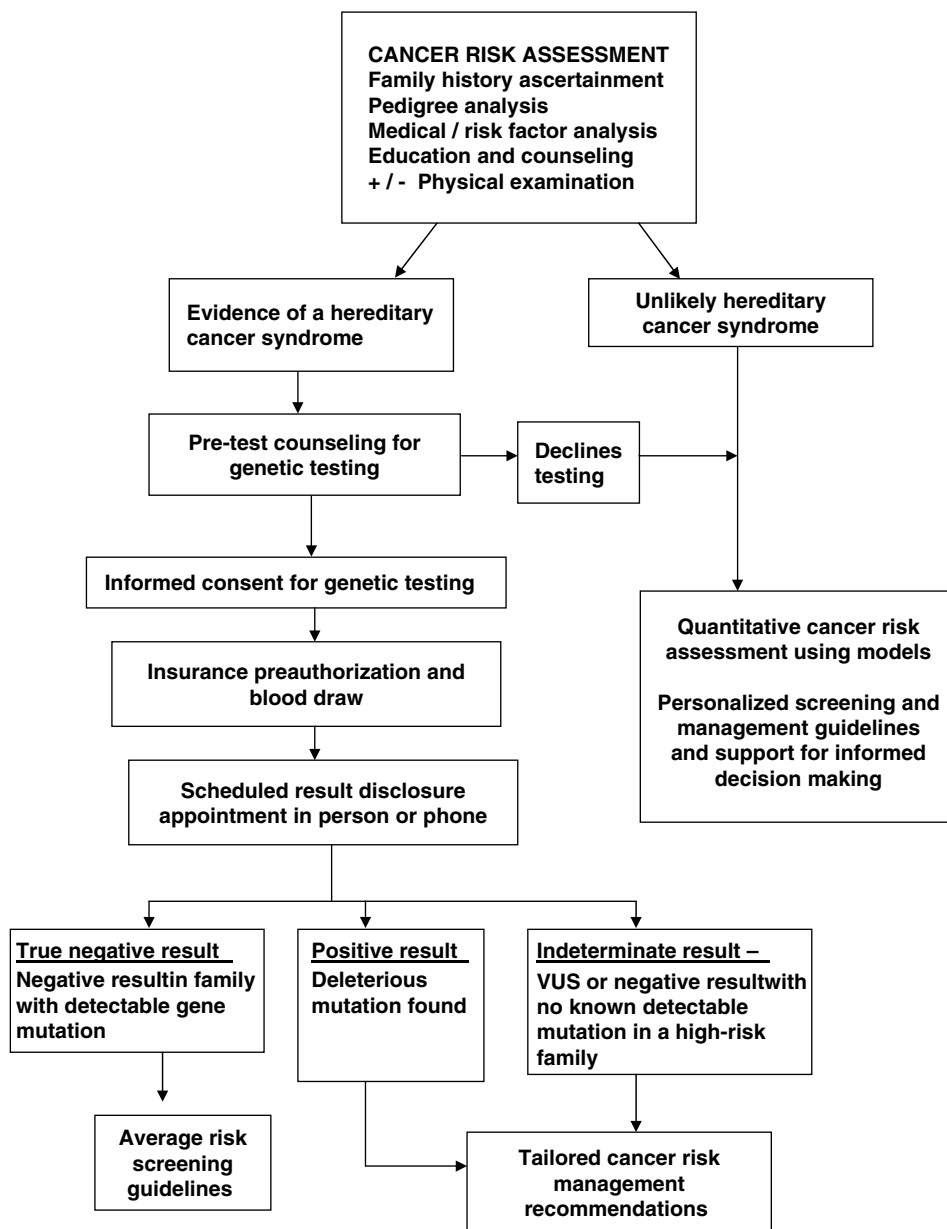 CANCER RISK ASSESSMENT
Family history ascertainment
Pedigree analysis
Medical / risk factor analysis
Education and counseling
+ / - Physical examination
Evidence of a hereditary
cancer syndrome
Unlikely hereditary
cancer syndrome
Pre-test counseling for
genetic testing
Declines
testing
Informed consent for genetic testing
Insurance preauthorization and
blood draw
Scheduled result disclosure
appointment in person or phone
Quantitative cancer risk
assessment using models
Personalized screening and
management guidelines
and support for informed
decision making
True negative result
Negative resultin family
with detectable gene
mutation
Positive result
Deleterious
mutation found
Indeterminate result –
VUS or negative resultwith
no known detectable
mutation in a high-risk
family
Average risk
screening
guidelines
Tailored cancer risk
management
recommendations